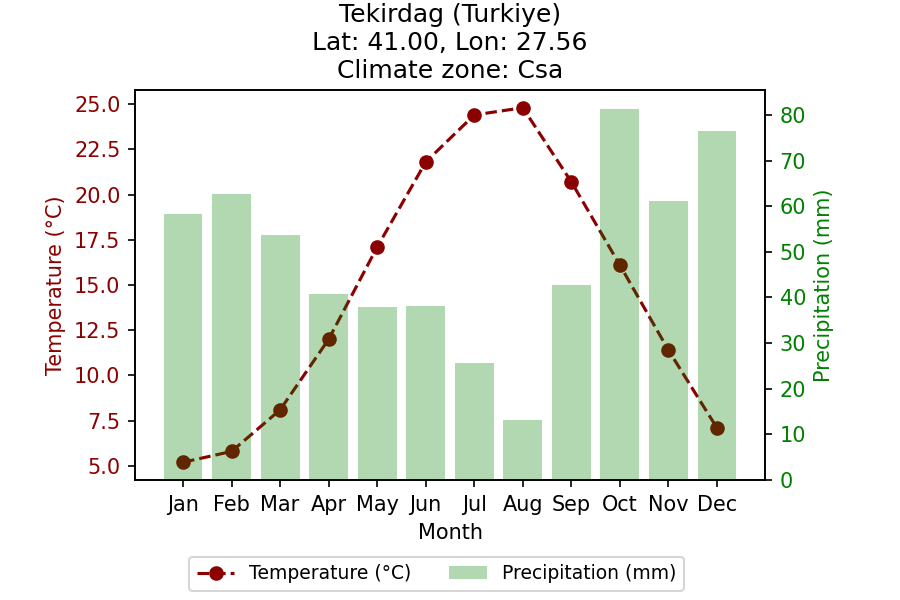 Tekirdag (Turkiye)
Lat: 41.00, Lon: 27.56
Climate zone: Csa
Temperature (°C)
25.0
22.5
20.0
17.5
15.0
12.5
10.0
7.5
5.0
80
70
60
50
40
30
20
10
0
Precipitation (mm)
Jan Feb Mar Apr May Jun Jul Aug Sep Oct Nov Dec
Month
Temperature (°C) Precipitation (mm)